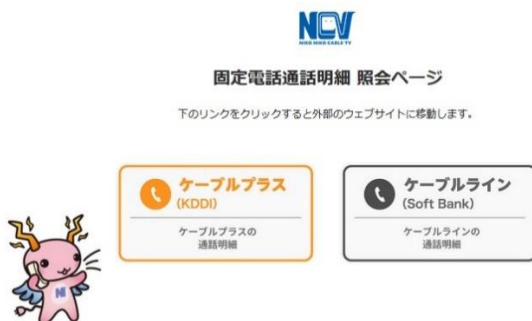 NCV
NIKO NIKO CABLE TV
固定電話通話明細 照会ページ
下のリンクをクリックすると外部のウェブサイトに移動します。
ケーブルプラス
(KDDI)
ケーブルプラスの
通話明細
ケーブルライン
(Soft Bank)
ケーブルラインの
通話明細
N